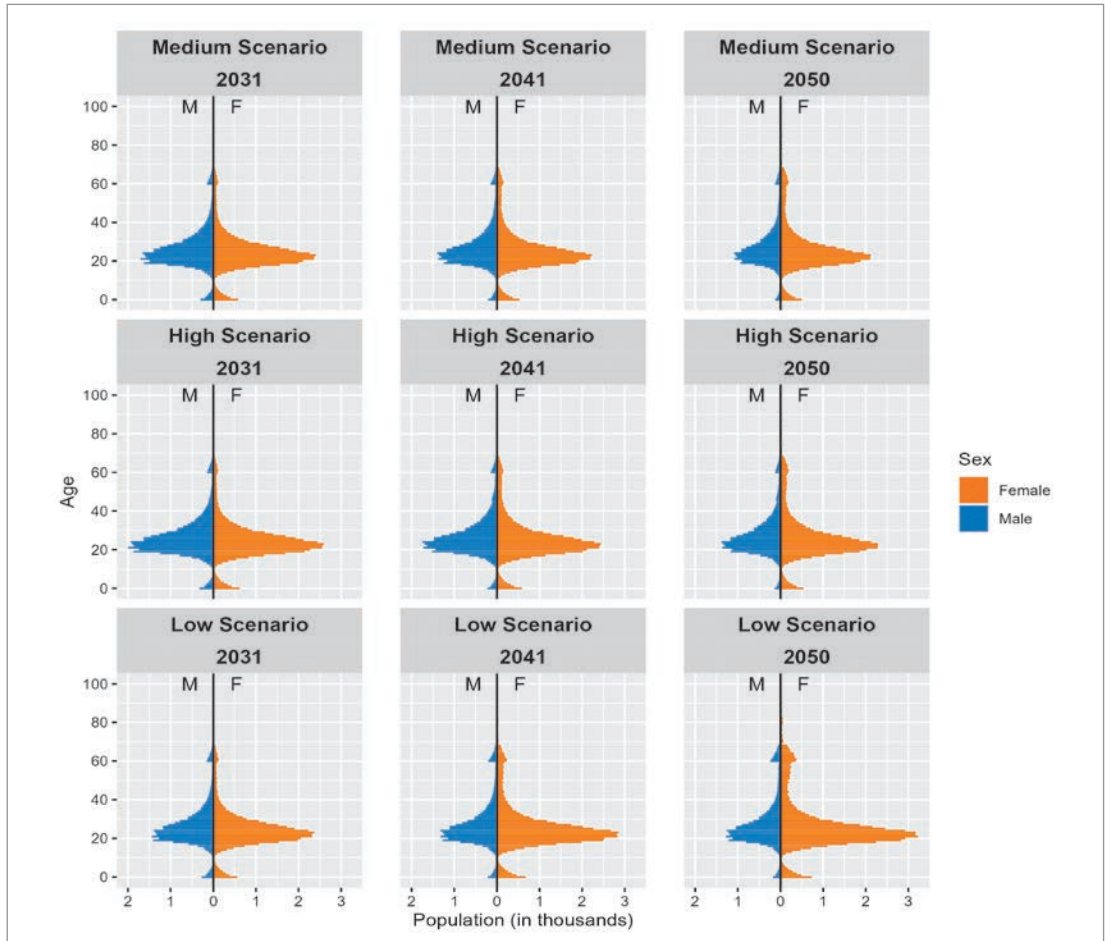 Medium Scenario
2031
Medium Scenario
2041
Medium Scenario
2050
100
80
60
40
20
0
M F
M F
M F
High Scenario
2031
High Scenario
2041
High Scenario
2050
100
80
60
40
20
0
M F
M F
M F
Low Scenario
2031
Low Scenario
2041
Low Scenario
2050
100
80
60
40
20
0
M F
M F
M F
Age
2 1 0 1 2 3
2 1 0 1 2 3
2 1 0 1 2 3
Population (in thousands)
Sex
Female
Male